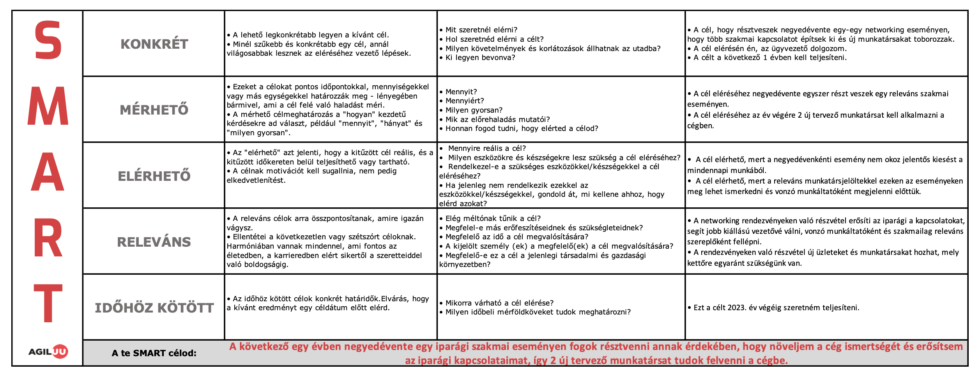 S
KONKRÉT
• A lehető legkonkrétabb legyen a kívánt cél.
• Minél szűkebb és konkrétabb egy cél, annál
világosabbak lesznek az eléréséhez vezető lépések.
• Mit szeretnél elérni?
• Hol szeretnéd elérni a célt?
• Milyen követelmények és korlátozások állhatnak az utadba?
• Ki legyen bevonva?
• A cél, hogy résztveszek negyedévente egy-egy networking eseményen,
hogy több szakmai kapcsolatot építsek ki és új munkatársat toborozzak.
• A cél elérésén én, az ügyvezető dolgozom.
• A célt a következő 1 évben kell teljesíteni.
M
MÉRHETŐ
• Ezeket a célokat pontos időpontokkal, mennyiségekkel
vagy más egységekkel határozzák meg - lényegében
bármivel, ami a cél felé való haladást méri.
• A mérhető célmeghatározás a "hogyan" kezdetű
kérdésekre ad választ, például "mennyit", "hányat" és
"milyen gyorsan".
• Mennyit?
• Mennyiért?
• Milyen gyorsan?
• Mik az előrehaladás mutatói?
• Honnan fogod tudni, hogy elérted a célod?
• A cél eléréséhez negyedévente egyszer részt veszek egy releváns szakmai
eseményen.
• A cél eléréséhez az év végére 2 új tervező munkatársat kell alkalmazni a
cégben.
A
ELÉRHETŐ
• Az "elérhető" azt jelenti, hogy a kitűzött cél reális, és a
kitűzött időkereten belül teljesíthető vagy tartható.
• A célnak motivációt kell sugallnia, nem pedig
elkedvetlenítést.
• Mennyire reális a cél?
• Milyen eszközökre és készségekre lesz szükség a cél eléréséhez?
• Rendelkezel-e a szükséges eszközökkel/készségekkel a cél
eléréséhez?
• Ha jelenleg nem rendelkezik ezekkel az
eszközökkel/készségekkel, gondold át, mi kellene ahhoz, hogy
elérd azokat?
• A cél elérhető, mert a negyedévenkénti esemény nem okoz jelentős kiesést a
mindennapi munkából.
• A cél elérhető, mert a releváns munkatársjelöltekkel ezeken az eseményeken
meg lehet ismerkedni és vonzó munkáltatóként megjelenni előttük.
R
RELEVÁNS
• A releváns célok arra összpontosítanak, amire igazán
vágysz.
• Ellentétei a következetlen vagy szétszórt céloknak.
Harmóniában vannak mindennel, ami fontos az
életedben, a karrieredben elért sikertől a szeretteiddel
való boldogságig.
• Elég méltónak tűnik a cél?
• Megfelel-e más erőfeszítéseidnek és szükségleteidnek?
• Megfelelő az idő a cél megvalósítására?
• A kijelölt személy (ek) a megfelelő(ek) a cél megvalósítására?
• Megfelelő-e ez a cél a jelenlegi társadalmi és gazdasági
környezetben?
• A networking rendezvényeken való részvétel erősíti az iparági a kapcsolatokat,
segít jobb kiállású vezetővé válni, vonzó munkáltatóként és szakmailag releváns
szereplőként fellépni.
• A rendezvényeken való részvétel új üzleteket és munkatársakat hozhat, mely
kettőre egyaránt szükségünk van.
T
IDŐHÖZ KÖTÖTT
• Az időhöz kötött célok konkrét határidők.Elvárás, hogy
a kívánt eredményt egy céldátum előtt elérd.
• Mikorra várható a cél elérése?
• Milyen időbeli mérföldköveket tudok meghatározni?
• Ezt a célt 2023. év végéig szeretném teljesíteni.
AGIL JU
A te SMART célod:
A következő egy évben negyedévente egy iparági szakmai eseményen fogok résztvenni annak érdekében, hogy növeljem a cég ismertségét és erősítsem
az iparági kapcsolataimat, így 2 új tervező munkatársat tudok felvenni a cégbe.